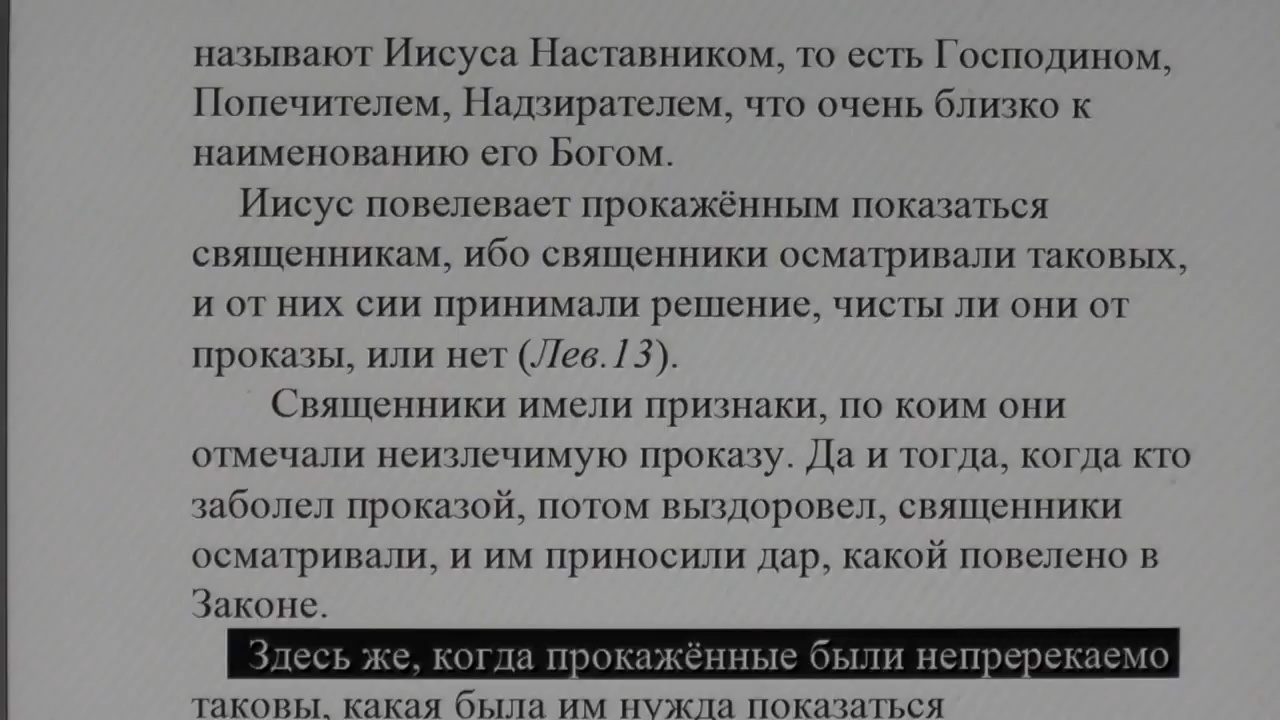 называют Иисуса Наставником, то есть Господином,
Попечителем, Надзирателем, что очень близко к
наименованию его Богом.
Иисус повелевает прокажённым показаться
священникам, ибо священники осматривали таковых,
и от них сии принимали решение, чисты ли они от
проказы, или нет (Лев.13).
Священники имели признаки, по коим они
отмечали неизлечимую проказу. Да и тогда, когда кто
заболел проказой, потом выздоровел, священники
осматривали, и им приносили дар, какой повелено в
Законе.
Здесь же, когда прокажённые были непререкаемо
таковы, какая была им нужда показаться